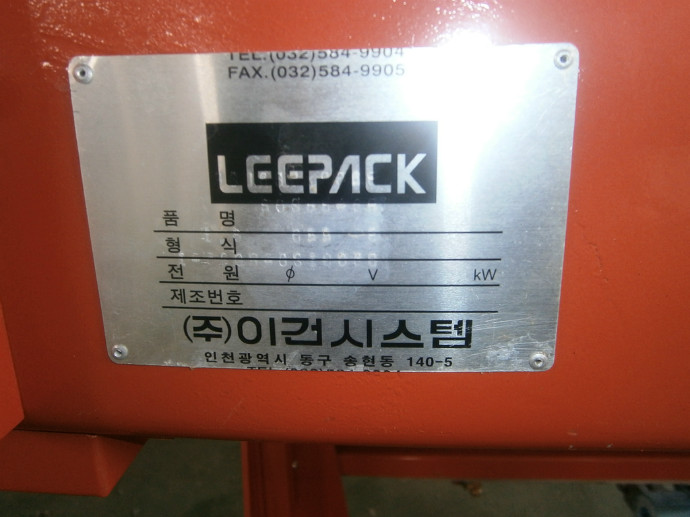 TEL.(032)584-9904
FAX.(032)584-9905
LEEPACK
품 명
형 식
전 원 φ V kW
제조번호
(주)이건시스템
인천광역시 동구 송현동 140-5